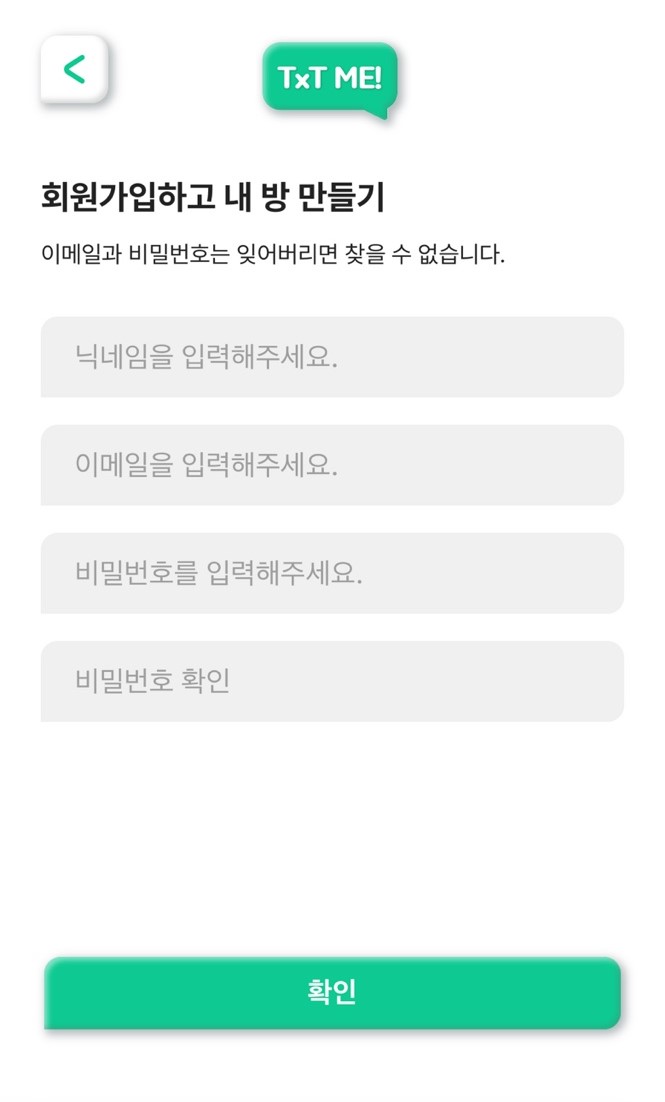 <
TxT ME!
회원가입하고 내 방 만들기
이메일과 비밀번호는 잊어버리면 찾을 수 없습니다.
닉네임을 입력해주세요.
이메일을 입력해주세요.
비밀번호를 입력해주세요.
비밀번호 확인
확인